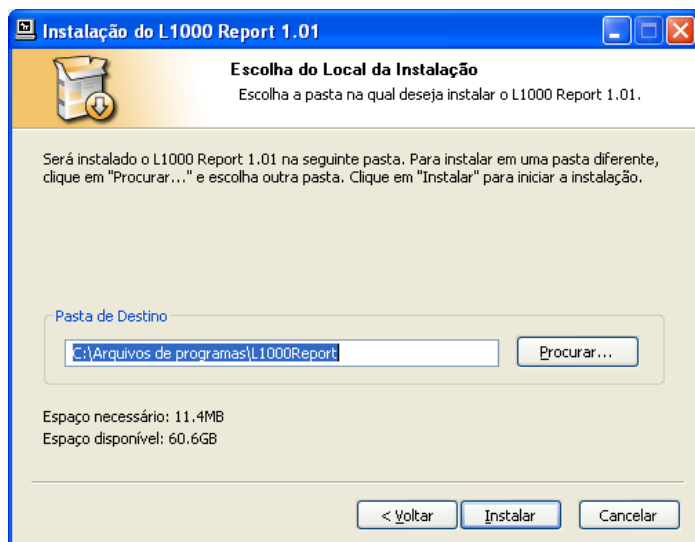 Instalação do L1000 Report 1.01
Escolha do Local da Instalação
Escolha a pasta na qual deseja instalar o L1000 Report 1.01.
Será instalado o L1000 Report 1.01 na seguinte pasta. Para instalar em uma pasta diferente,
clique em "Procurar..." e escolha outra pasta. Clique em "Instalar" para iniciar a instalação.
Pasta de Destino
C:\Arquivos de programas\L1000Report
Procurar...
Espaço necessário: 11.4MB
Espaço disponível: 60.6GB
< Voltar Instalar Cancelar